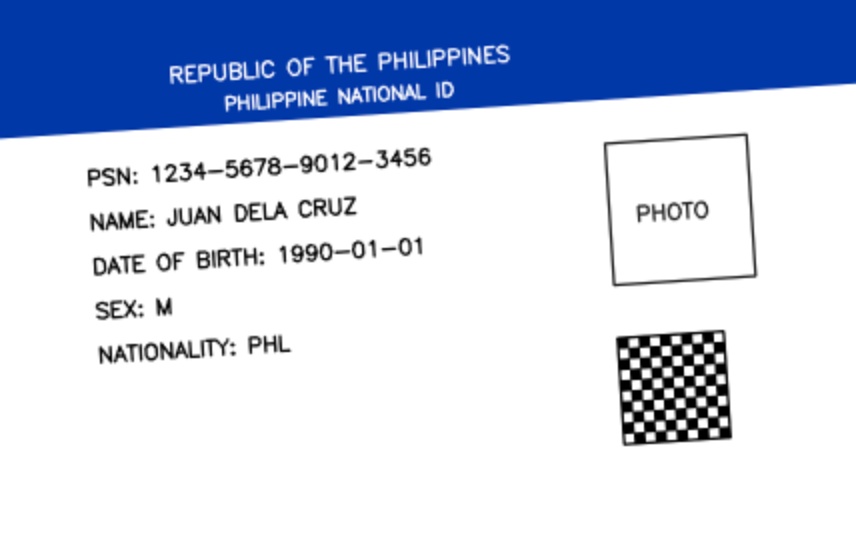 REPUBLIC OF THE PHILIPPINES
PHILIPPINE NATIONAL ID
PSN: 1234-5678-9012-3456
NAME: JUAN DELA CRUZ
DATE OF BIRTH: 1990-01-01
SEX: M
NATIONALITY: PHL
PHOTO